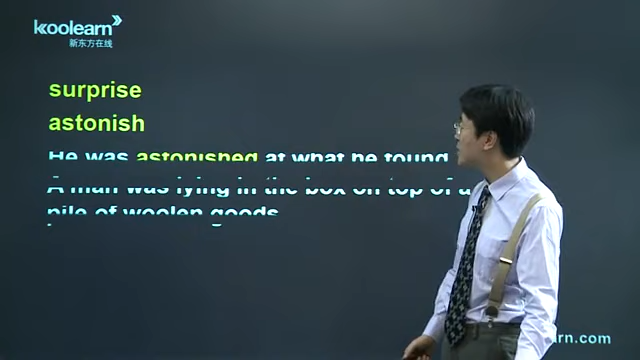 koolearn
新东方在线
surprise
astonish
He was astonished at what he found.
A man was lying in the box on top of a
pile of woolen goods.
arn.com